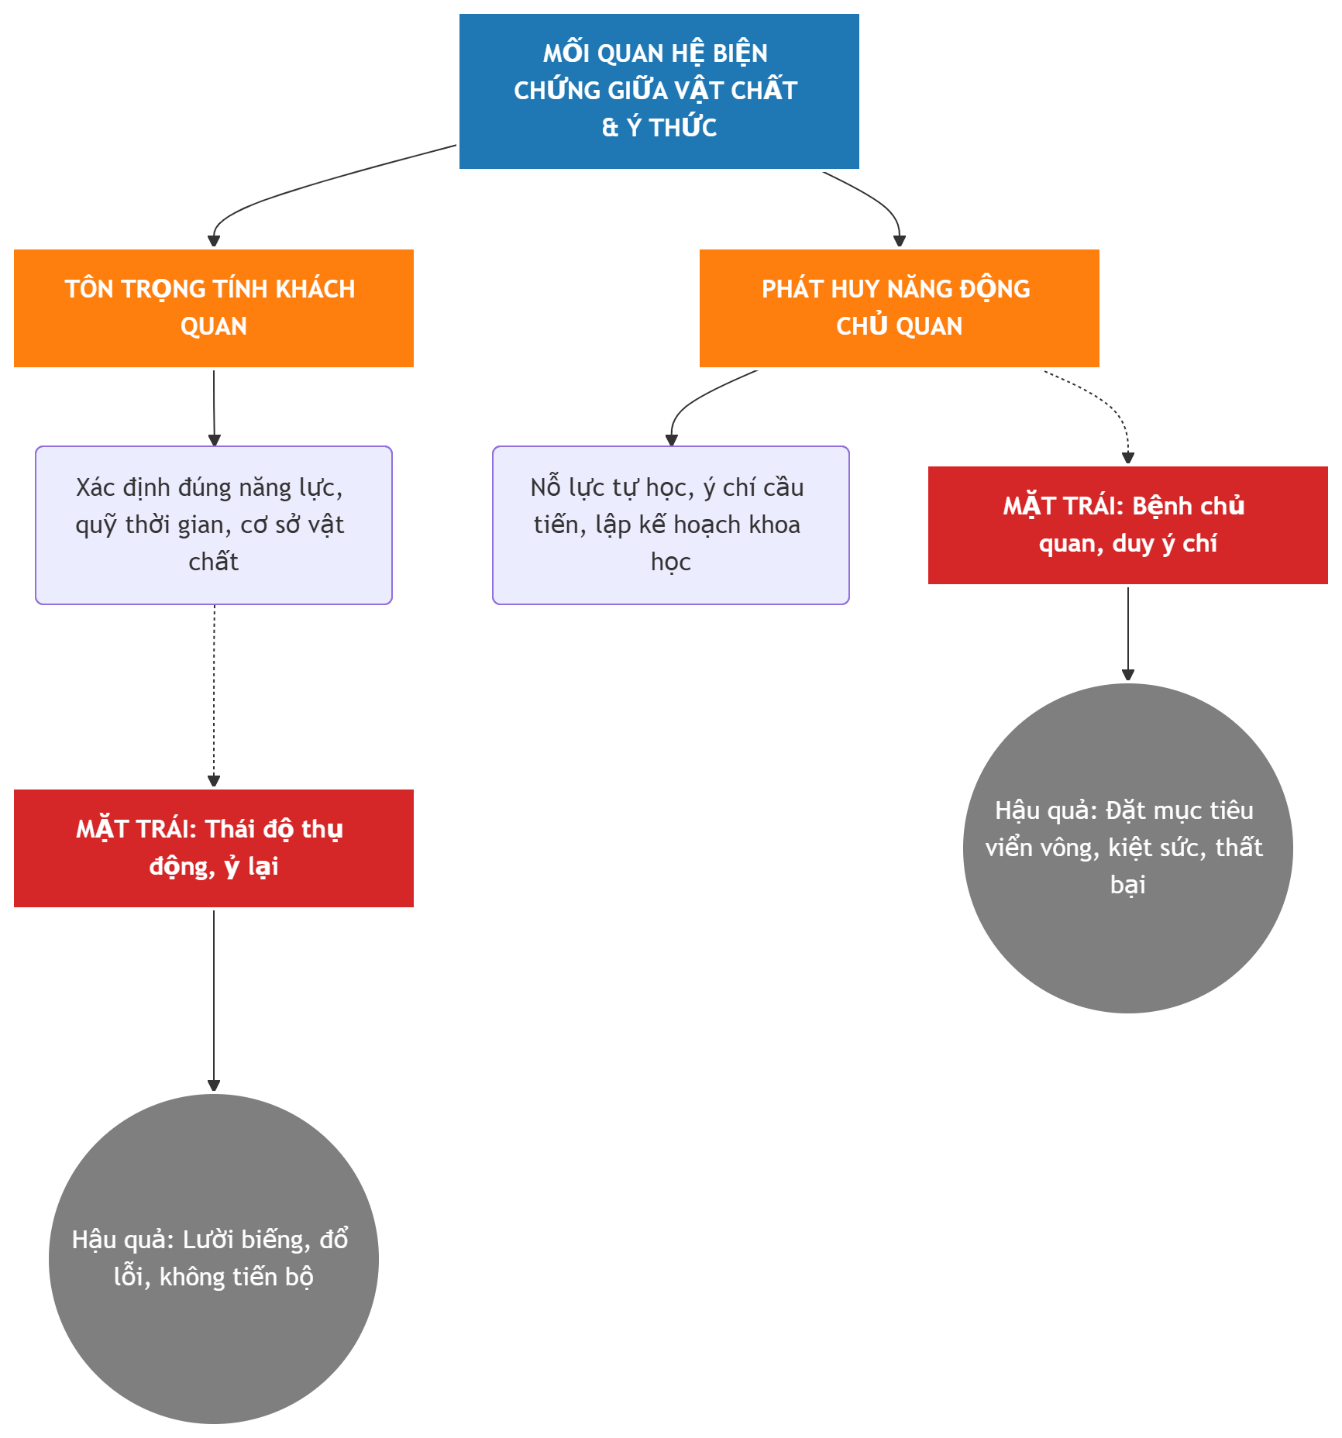 MỐI QUAN HỆ BIỆN
CHỨNG GIỮA VẬT CHẤT
& Ý THỨC
TÔN TRỌNG TÍNH KHÁCH
QUAN
PHÁT HUY NĂNG ĐỘNG
CHỦ QUAN
Xác định đúng năng lực,
quỹ thời gian, cơ sở vật
chất
Nỗ lực tự học, ý chí cầu
tiến, lập kế hoạch khoa
học
MẶT TRÁI: Bệnh chủ
quan, duy ý chí
MẶT TRÁI: Thái độ thụ
động, ỷ lại
Hậu quả: Đặt mục tiêu
viển vông, kiệt sức, thất
bại
Hậu quả: Lười biếng, đổ
lỗi, không tiến bộ